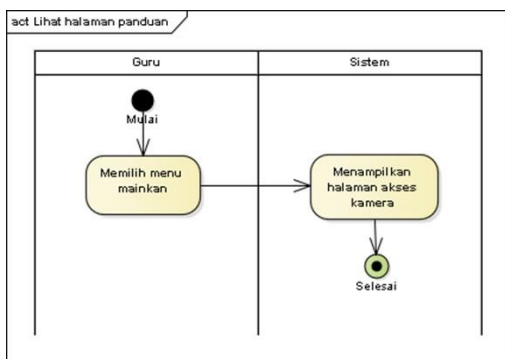 act Lihat halaman panduan
Guru
Sistem
Mulai
Memilih menu
mainkan
Menampilkan
halaman akses
kamera
Selesai